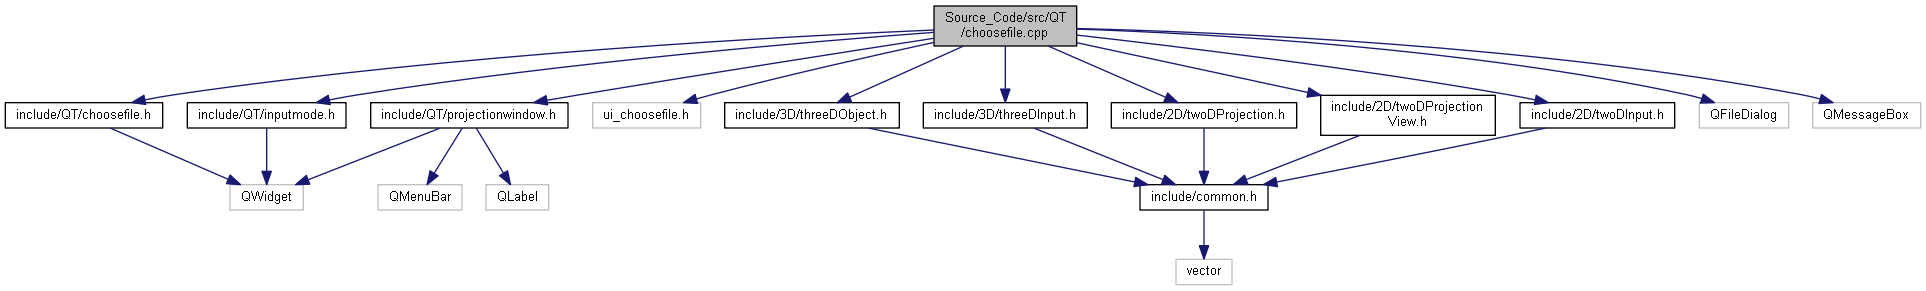 Source_Code/src/QT
/choosefile.cpp
include/QT/choosefile.h
include/QT/inputmode.h
include/QT/projectionwindow.h
ui_choosefile.h
include/3D/threeDObject.h
include/3D/threeDInput.h
include/2D/twoDProjection.h
include/2D/twoDProjection
View.h
include/2D/twoDInput.h
QFileDialog
QMessageBox
QWidget
QMenuBar
QLabel
include/common.h
vector